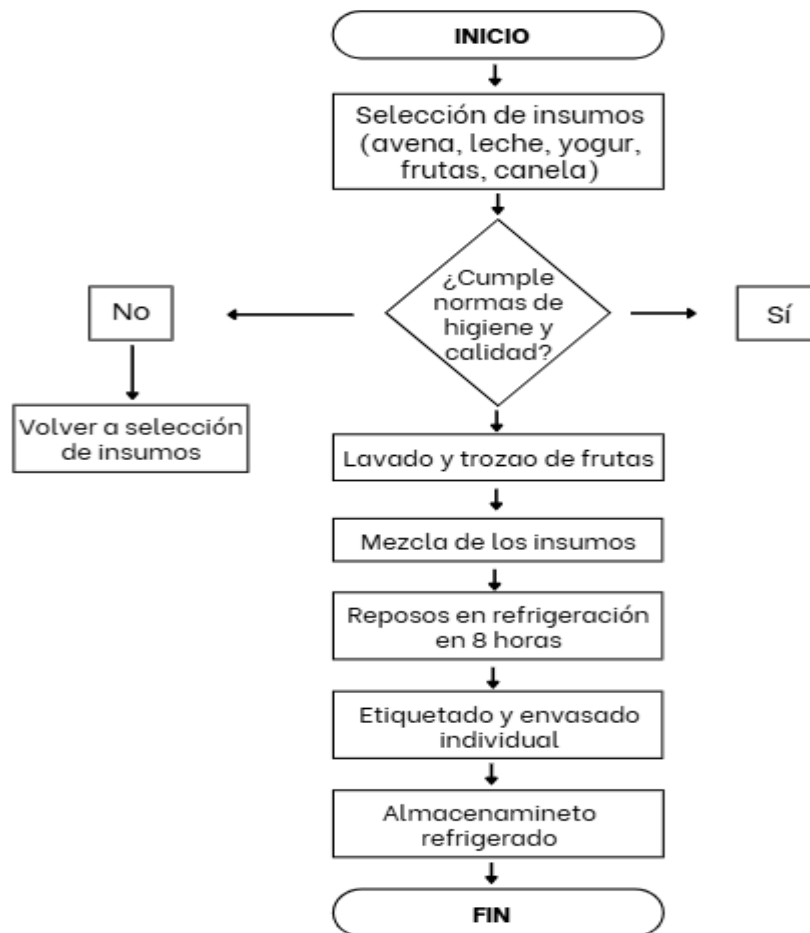 INICIO
Selección de insumos
(avena, leche, yogur,
frutas, canela)
¿Cumple
normas de
higiene y
calidad?
No
Sí
Volver a selección
de insumos
Lavado y trozao de frutas
Mezcla de los insumos
Reposos en refrigeración
en 8 horas
Etiquetado y envasado
individual
Almacenamineto
refrigerado
FIN